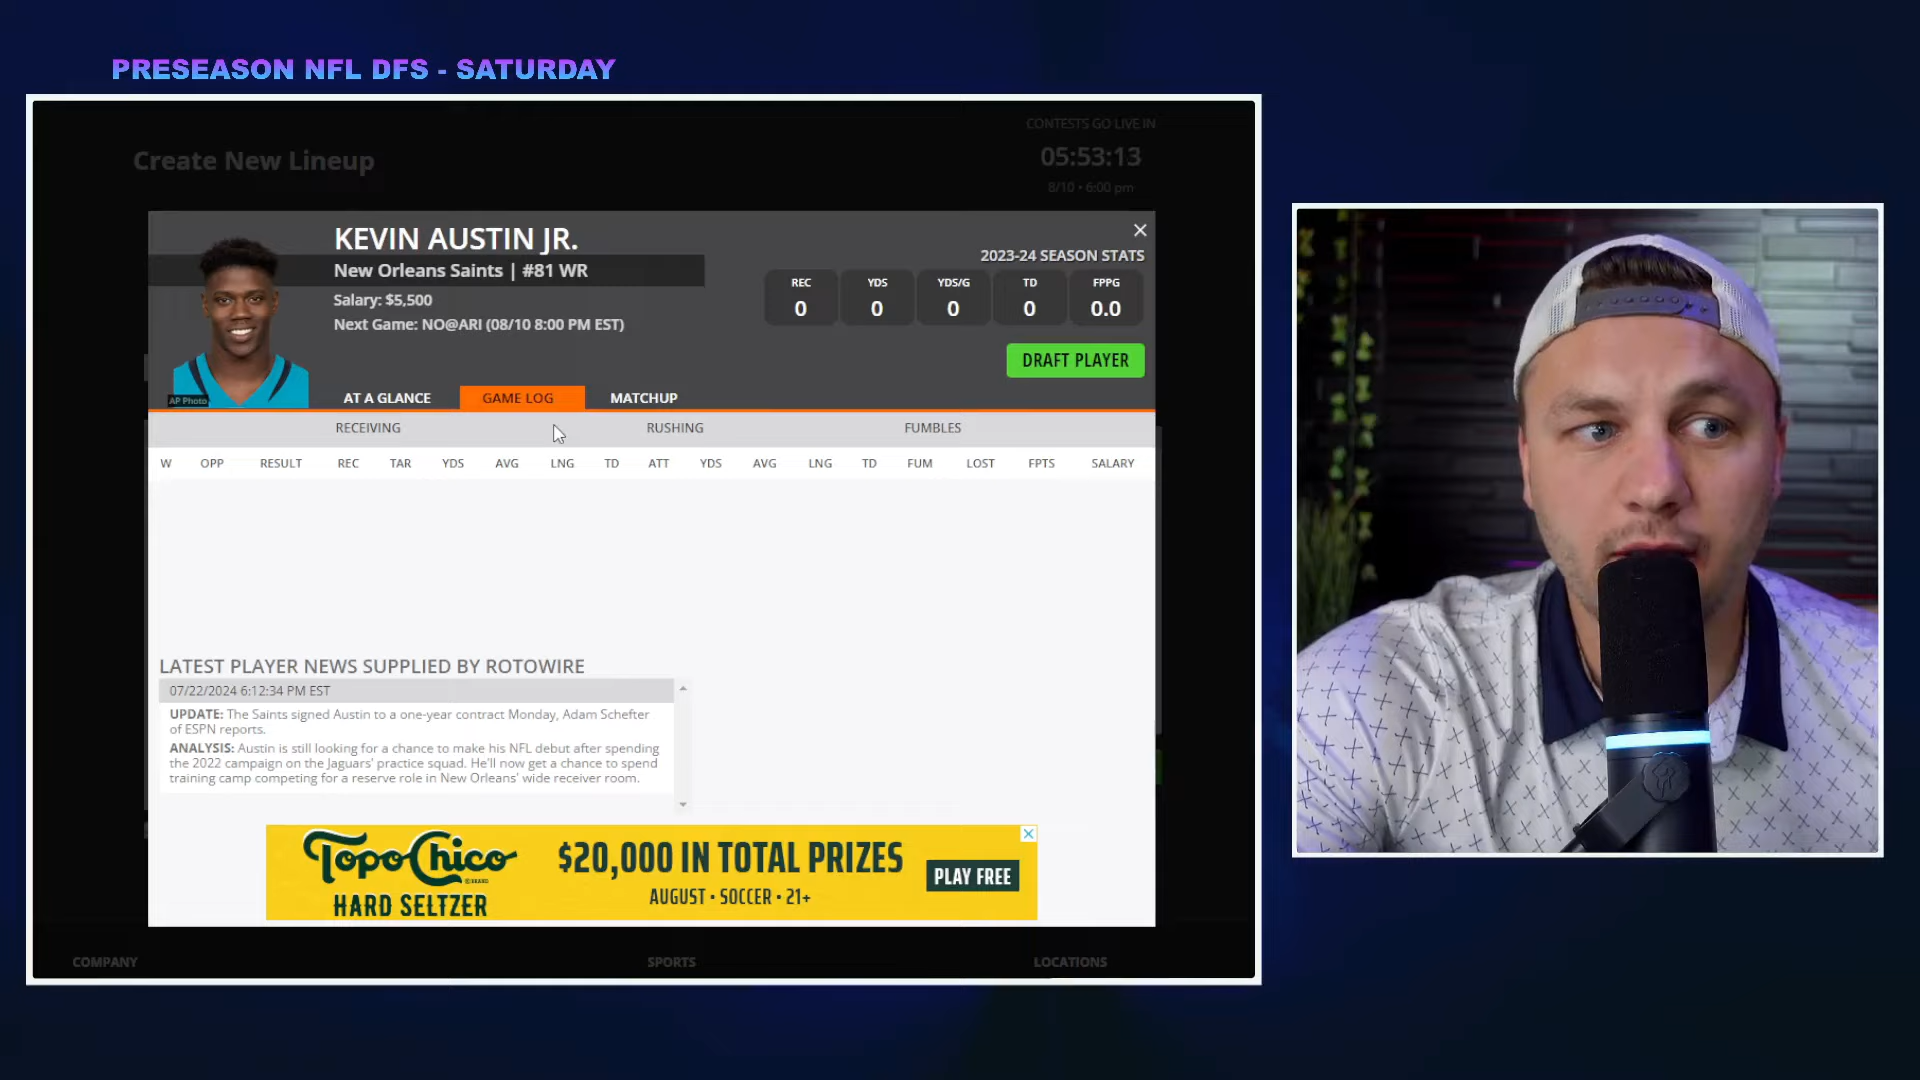 PRESEASON NFL DFS - SATURDAY
CONTESTS GO LIVE IN
Create New Lineup
05:53:13
8/10 • 6:00 pm
KEVIN AUSTIN JR.
New Orleans Saints | #81 WR
Salary: $5,500
Next Game: NO@ARI (08/10 8:00 PM EST)
2023-24 SEASON STATS
REC YDS YDS/G TD FPPG
0 0 0 0 0.0
DRAFT PLAYER
AP Photo
AT A GLANCE GAME LOG MATCHUP
RECEIVING RUSHING FUMBLES
W OPP RESULT REC TAR YDS AVG LNG TD ATT YDS AVG LNG TD FUM LOST FPTS SALARY
LATEST PLAYER NEWS SUPPLIED BY ROTOWIRE
07/22/2024 6:12:34 PM EST
UPDATE: The Saints signed Austin to a one-year contract Monday, Adam Schefter
of ESPN reports.
ANALYSIS: Austin is still looking for a chance to make his NFL debut after spending
the 2022 campaign on the Jaguars' practice squad. He'll now get a chance to spend
training camp competing for a reserve role in New Orleans' wide receiver room.
Topo Chico
HARD SELTZER
$20,000 IN TOTAL PRIZES
AUGUST • SOCCER • 21+
PLAY FREE
COMPANY SPORTS LOCATIONS